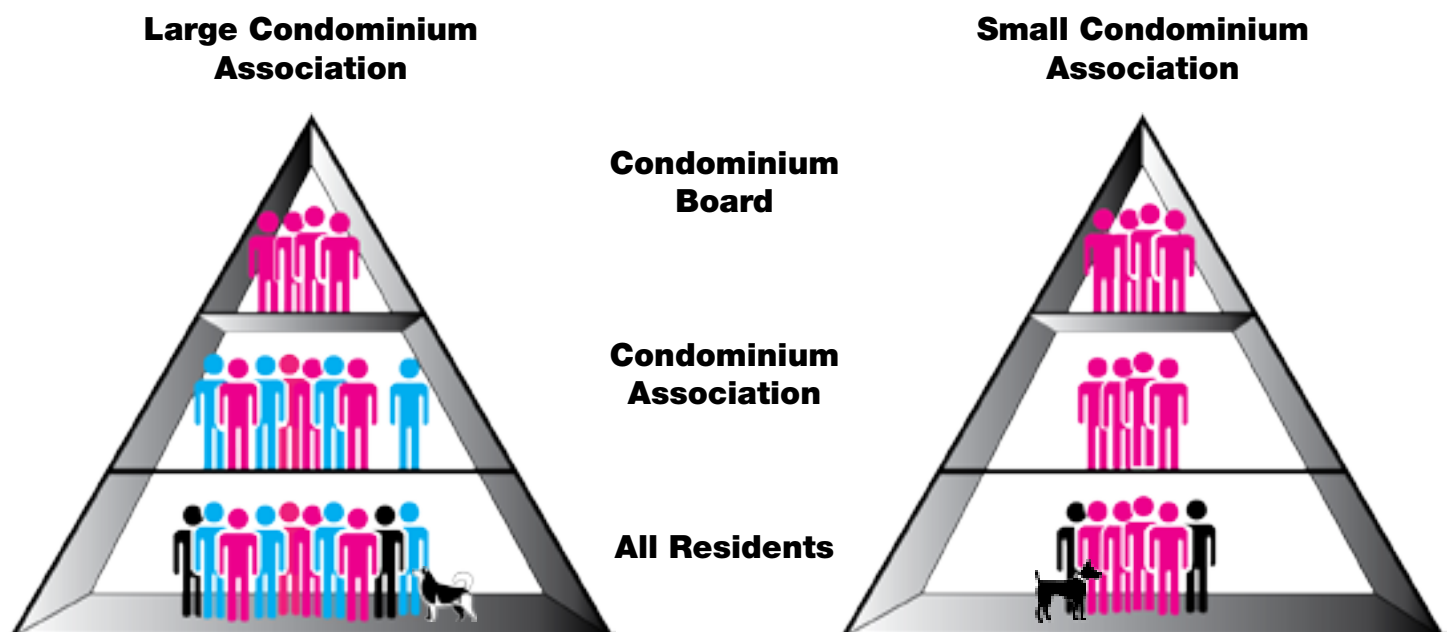 Large Condominium
Association
Small Condominium
Association
Condominium
Board
Condominium
Association
All Residents